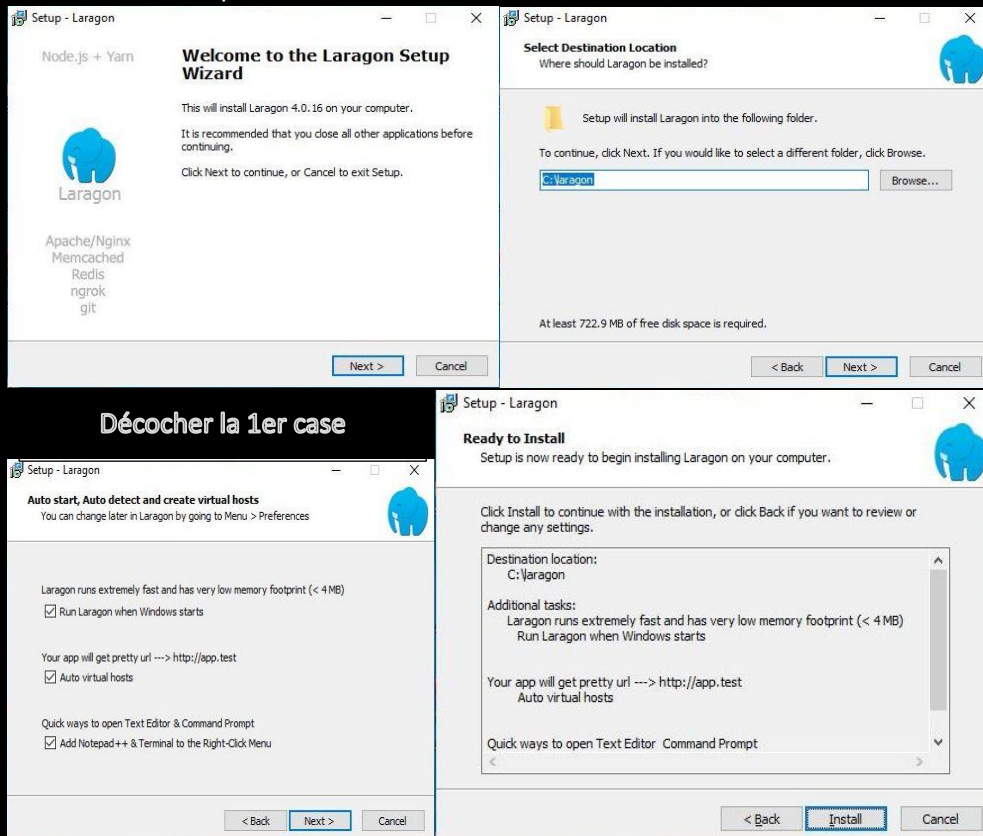 Setup - Laragon
Node.js + Yarn
Laragon
Apache/Nginx
Memcached
Redis
ngrok
git
Welcome to the Laragon Setup
Wizard
This will install Laragon 4.0.16 on your computer.
It is recommended that you close all other applications before
continuing.
Click Next to continue, or Cancel to exit Setup.
Next >
Cancel
Setup - Laragon
Select Destination Location
Where should Laragon be installed?
Setup will install Laragon into the following folder.
To continue, click Next. If you would like to select a different folder, click Browse.
C:\laragon
Browse...
At least 722.9 MB of free disk space is required.
< Back
Next >
Cancel
Décocher la 1er case
Setup - Laragon
Auto start, Auto detect and create virtual hosts
You can change later in Laragon by going to Menu > Preferences
Laragon runs extremely fast and has very low memory footprint (< 4 MB)
Run Laragon when Windows starts
Your app will get pretty url ---> http://app.test
Auto virtual hosts
Quick ways to open Text Editor & Command Prompt
Add Notepad++ & Terminal to the Right-Click Menu
< Back
Next >
Cancel
Setup - Laragon
Ready to Install
Setup is now ready to begin installing Laragon on your computer.
Click Install to continue with the installation, or click Back if you want to review or
change any settings.
Destination location:
C:\laragon
Additional tasks:
Laragon runs extremely fast and has very low memory footprint (< 4 MB)
Run Laragon when Windows starts
Your app will get pretty url ---> http://app.test
Auto virtual hosts
Quick ways to open Text Editor Command Prompt
< Back
Install
Cancel